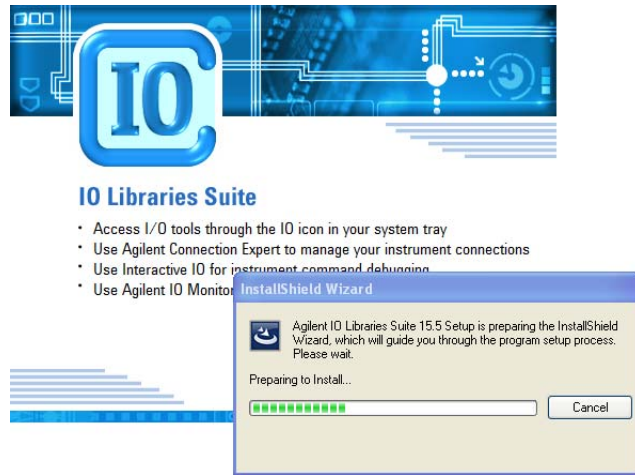 IO
IO Libraries Suite
• Access I/O tools through the IO icon in your system tray
• Use Agilent Connection Expert to manage your instrument connections
• Use Interactive IO for instrument command debugging
• Use Agilent IO Monitor
InstallShield Wizard
Agilent IO Libraries Suite 15.5 Setup is preparing the InstallShield
Wizard, which will guide you through the program setup process.
Please wait.
Preparing to Install...
Cancel